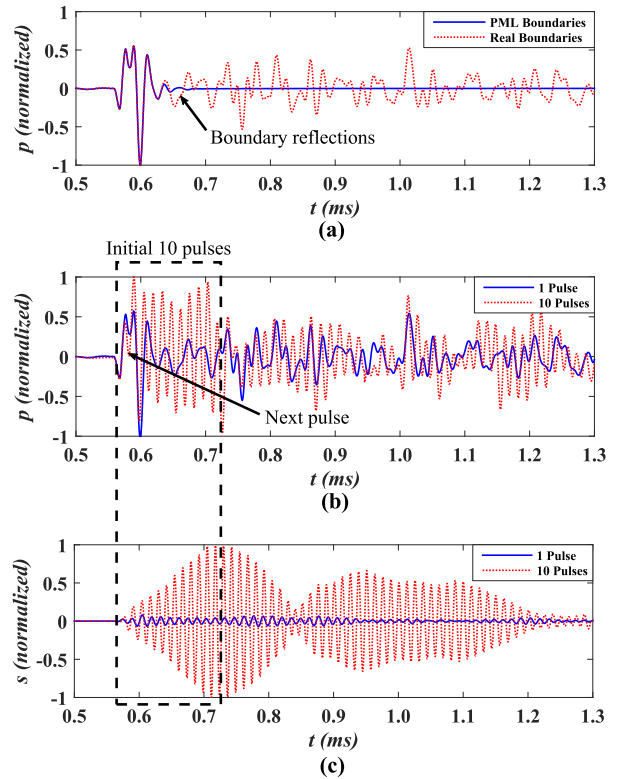 1
0.5
0
-0.5
-1
p (normalized)
PML Boundaries
Real Boundaries
Boundary reflections
0.5 0.6 0.7 0.8 0.9 1.0 1.1 1.2 1.3
t (ms)
(a)
Initial 10 pulses
1
0.5
0
-0.5
-1
p (normalized)
1 Pulse
10 Pulses
Next pulse
0.5 0.6 0.7 0.8 0.9 1.0 1.1 1.2 1.3
t (ms)
(b)
1
0.5
0
-0.5
-1
s (normalized)
1 Pulse
10 Pulses
0.5 0.6 0.7 0.8 0.9 1.0 1.1 1.2 1.3
t (ms)
(c)